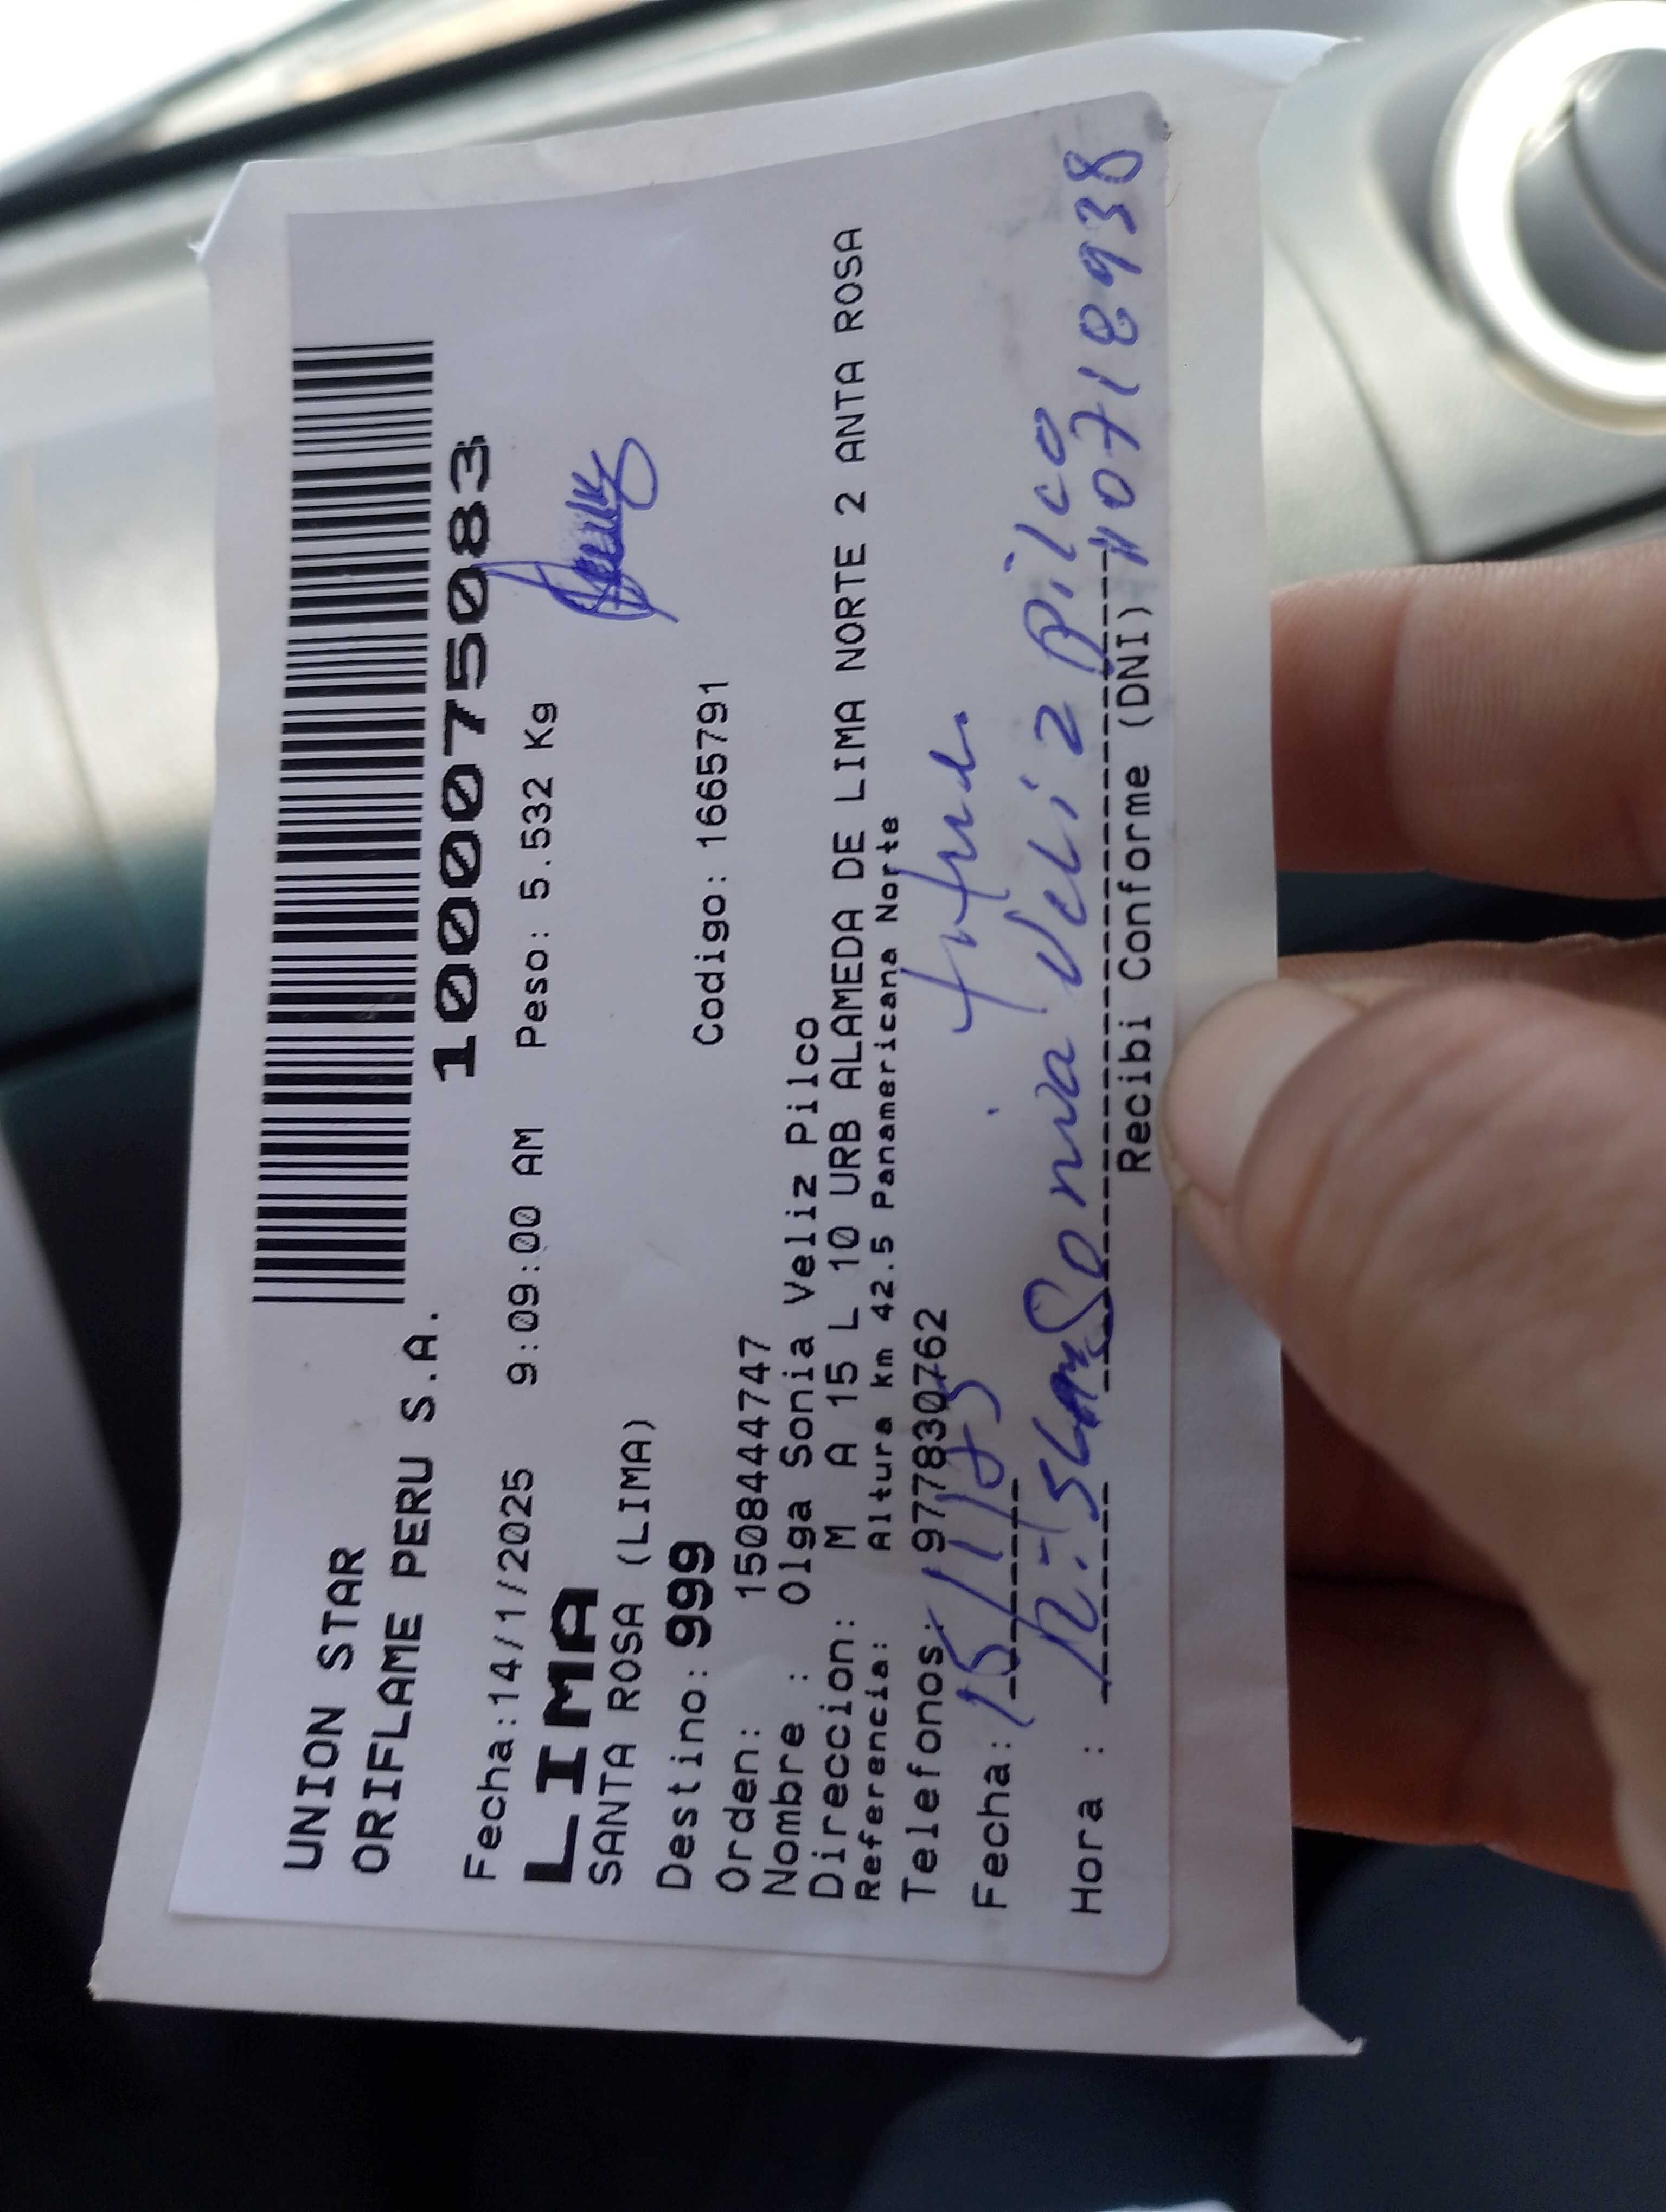 UNION STAR
ORIFLAME PERU S.A.
1000075083
Fecha:14/1/2025 9:09:00 AM Peso: 5.532 Kg
LIMA
SANTA ROSA (LIMA)
Destino: 999
Codigo: 1665791
Orden: 1508444747
Nombre : Olga Sonia Veliz Pilco
Direccion: M A 15 L 10 URB ALAMEDA DE LIMA NORTE 2 ANTA ROSA
Referencia: Altura km 42.5 Panamericana Norte
Telefonos: 977830762
Fecha: 15/1/25
Hora : Sonia Veliz Pilco
Recibi Conforme (DNI) 10718938